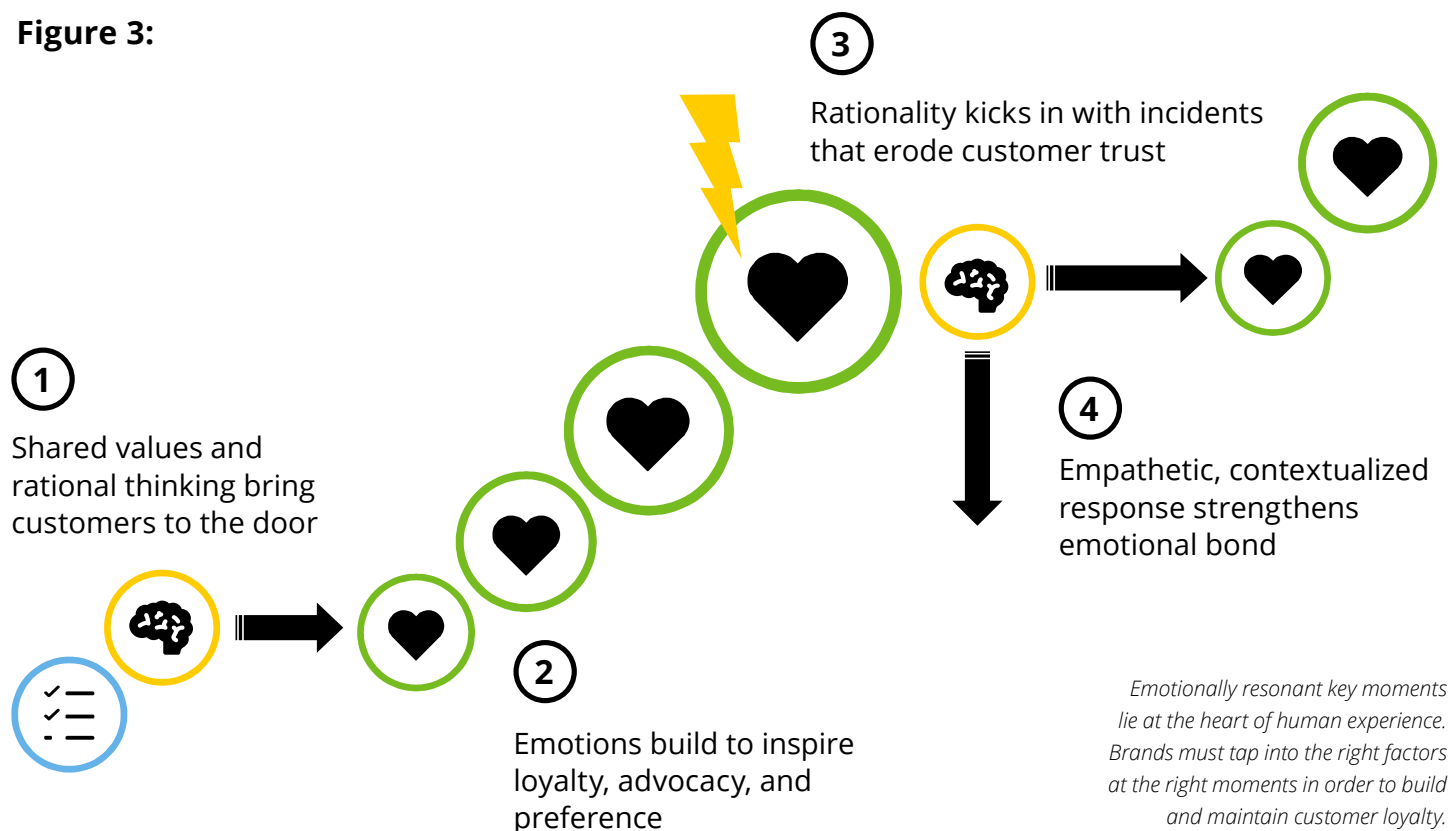 Figure 3:
1
Shared values and
rational thinking bring
customers to the door
2
Emotions build to inspire
loyalty, advocacy, and
preference
3
Rationality kicks in with incidents
that erode customer trust
4
Empathetic, contextualized
response strengthens
emotional bond
Emotionally resonant key moments
lie at the heart of human experience.
Brands must tap into the right factors
at the right moments in order to build
and maintain customer loyalty.